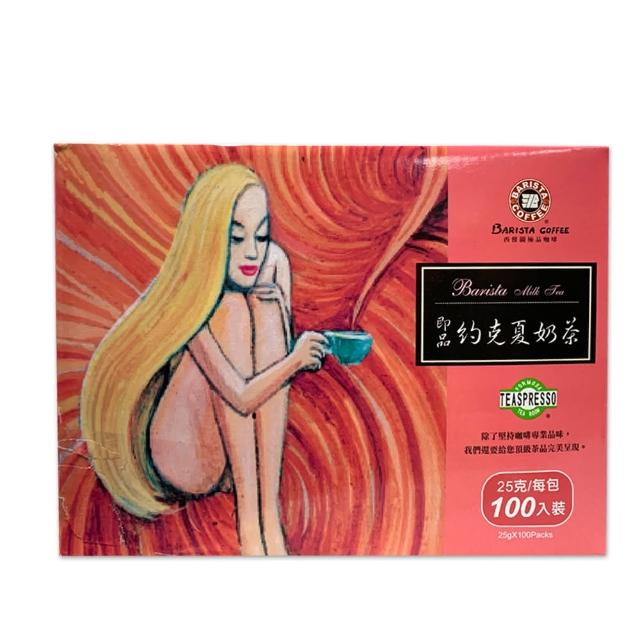 BARISTA
COFFEE
BARISTA COFFEE
西雅圖極品咖啡
Barista Milk Tea
即品 約克夏奶茶
FORMOSA
TEASPRESSO
TEA ROOM
除了堅持咖啡專業品味，
我們還要給您頂級茶品完美呈現。
25克/每包
100入裝
25gX100Packs